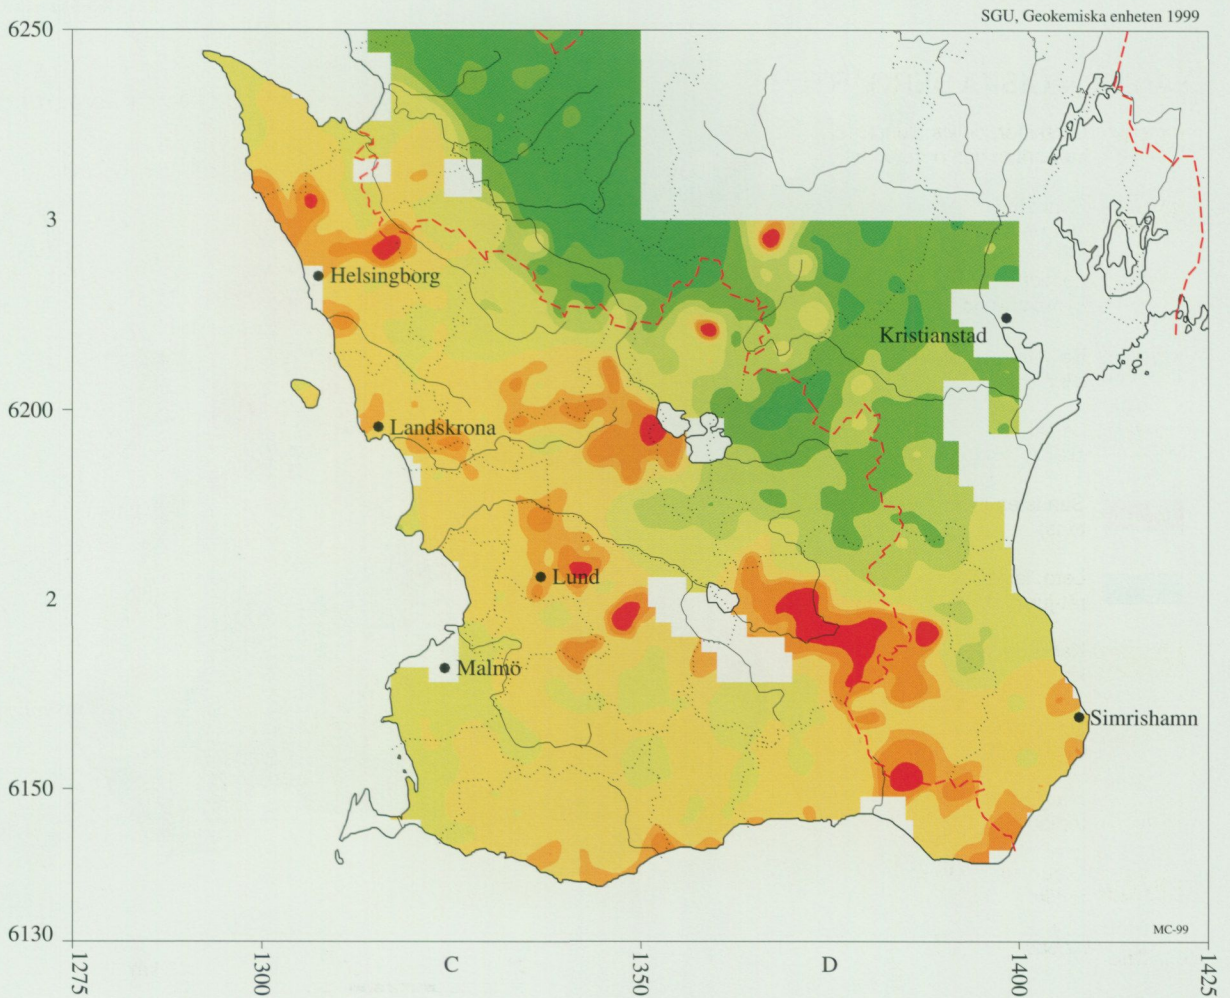 SGU, Geokemiska enheten 1999
6250
3
Helsingborg
Kristianstad
6200
Landskrona
2
Lund
Malmö
Simrishamn
6150
6130
MC-99
1275
1300
C
1350
D
1400
1425